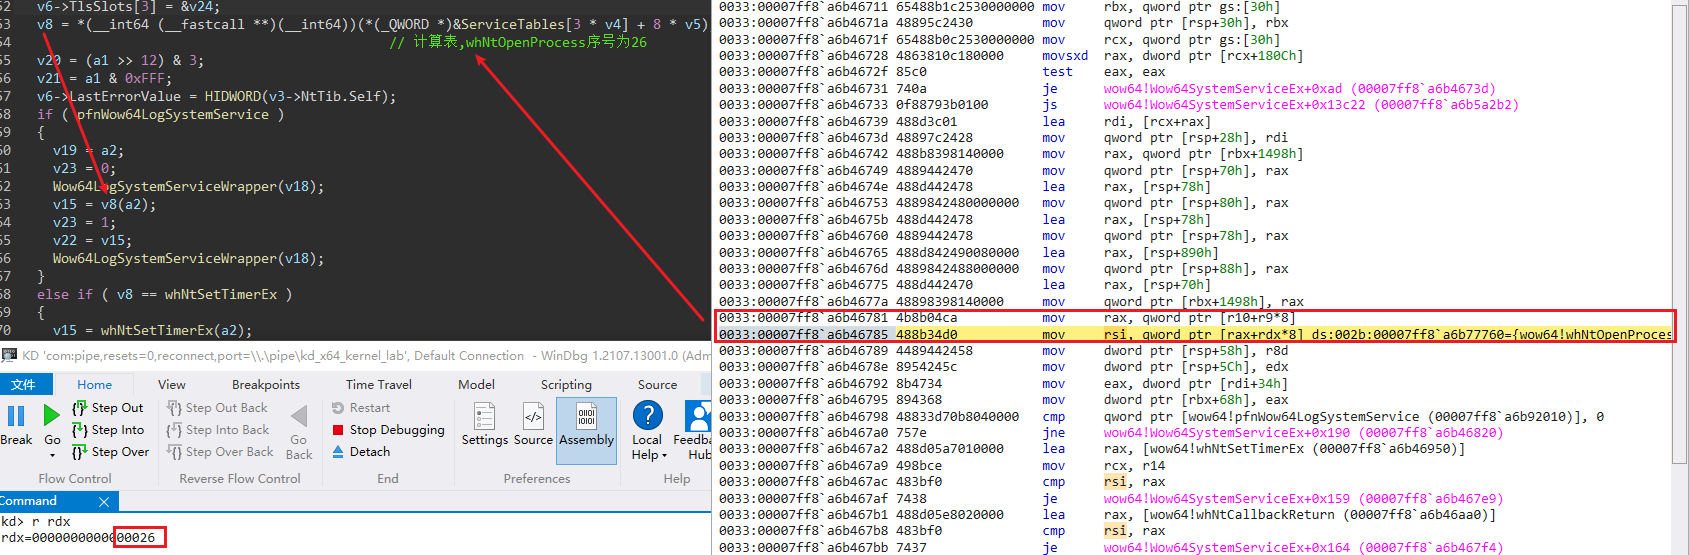 52 v6->TlsSlots[3] = &v24;
53 v8 = *(__int64 (__fastcall **)(__int64))(*(_QWORD *)&ServiceTables[3 * v4] + 8 * v5)
54 // 计算表,whNtOpenProcess序号为26
55 v20 = (a1 >> 12) & 3;
56 v21 = a1 & 0xFFF;
57 v6->LastErrorValue = HIDWORD(v3->NtTib.Self);
58 if ( pfnWow64LogSystemService )
59 {
60 v19 = a2;
61 v23 = 0;
62 Wow64LogSystemServiceWrapper(v18);
63 v15 = v8(a2);
64 v23 = 1;
65 v22 = v15;
66 Wow64LogSystemServiceWrapper(v18);
67 }
68 else if ( v8 == whNtSetTimerEx )
69 {
70 v15 = whNtSetTimerEx(a2);
KD 'com:pipe,resets=0,reconnect,port=\\.\pipe\kd_x64_kernel_lab', Default Connection - WinDbg 1.2107.13001.0 (Adm
文件 Home View Breakpoints Time Travel Model Scripting Source
Break
Go
Step Out
Step Into
Step Over
Flow Control
Step Out Back
Step Into Back
Step Over Back
Go Back
Reverse Flow Control
Restart
Stop Debugging
Detach
End
Settings Source Assembly
Preferences
Local Help
Feedba Hub
Help
Command ×
kd> r rdx
rdx=0000000000000026
0033:00007ff8`a6b46711 65488b1c2530000000 mov rbx, qword ptr gs:[30h]
0033:00007ff8`a6b4671a 48895c2430 mov qword ptr [rsp+30h], rbx
0033:00007ff8`a6b4671f 65488b0c2530000000 mov rcx, qword ptr gs:[30h]
0033:00007ff8`a6b46728 4863810c180000 movsxd rax, dword ptr [rcx+180Ch]
0033:00007ff8`a6b4672f 85c0 test eax, eax
0033:00007ff8`a6b46731 740a je wow64!Wow64SystemServiceEx+0xad (00007ff8`a6b4673d)
0033:00007ff8`a6b46733 0f88793b0100 js wow64!Wow64SystemServiceEx+0x13c22 (00007ff8`a6b5a2b2)
0033:00007ff8`a6b46739 488d3c01 lea rdi, [rcx+rax]
0033:00007ff8`a6b4673d 48897c2428 mov qword ptr [rsp+28h], rdi
0033:00007ff8`a6b46742 488b8398140000 mov rax, qword ptr [rbx+1498h]
0033:00007ff8`a6b46749 4889442470 mov qword ptr [rsp+70h], rax
0033:00007ff8`a6b4674e 488d442478 lea rax, [rsp+78h]
0033:00007ff8`a6b46753 4889842480000000 mov qword ptr [rsp+80h], rax
0033:00007ff8`a6b4675b 488d442478 lea rax, [rsp+78h]
0033:00007ff8`a6b46760 4889442478 mov qword ptr [rsp+78h], rax
0033:00007ff8`a6b46765 488d842490080000 lea rax, [rsp+890h]
0033:00007ff8`a6b4676d 4889842488000000 mov qword ptr [rsp+88h], rax
0033:00007ff8`a6b46775 488d442470 lea rax, [rsp+70h]
0033:00007ff8`a6b4677a 48898398140000 mov qword ptr [rbx+1498h], rax
0033:00007ff8`a6b46781 4b8b04ca mov rax, qword ptr [r10+r9*8]
0033:00007ff8`a6b46785 488b34d0 mov rsi, qword ptr [rax+rdx*8] ds:002b:00007ff8`a6b77760={wow64!whNtOpenProces
0033:00007ff8`a6b46789 4489442458 mov dword ptr [rsp+58h], r8d
0033:00007ff8`a6b4678e 8954245c mov dword ptr [rsp+5Ch], edx
0033:00007ff8`a6b46792 8b4734 mov eax, dword ptr [rdi+34h]
0033:00007ff8`a6b46795 894368 mov dword ptr [rbx+68h], eax
0033:00007ff8`a6b46798 48833d70b8040000 cmp qword ptr [wow64!pfnWow64LogSystemService (00007ff8`a6b92010)], 0
0033:00007ff8`a6b467a0 757e jne wow64!Wow64SystemServiceEx+0x190 (00007ff8`a6b46820)
0033:00007ff8`a6b467a2 488d05a7010000 lea rax, [wow64!whNtSetTimerEx (00007ff8`a6b46950)]
0033:00007ff8`a6b467a9 498bce mov rcx, r14
0033:00007ff8`a6b467ac 483bf0 cmp rsi, rax
0033:00007ff8`a6b467af 7438 je wow64!Wow64SystemServiceEx+0x159 (00007ff8`a6b467e9)
0033:00007ff8`a6b467b1 488d05e8020000 lea rax, [wow64!whNtCallbackReturn (00007ff8`a6b46aa0)]
0033:00007ff8`a6b467b8 483bf0 cmp rsi, rax
0033:00007ff8`a6b467bb 7437 je wow64!Wow64SystemServiceEx+0x164 (00007ff8`a6b467f4)